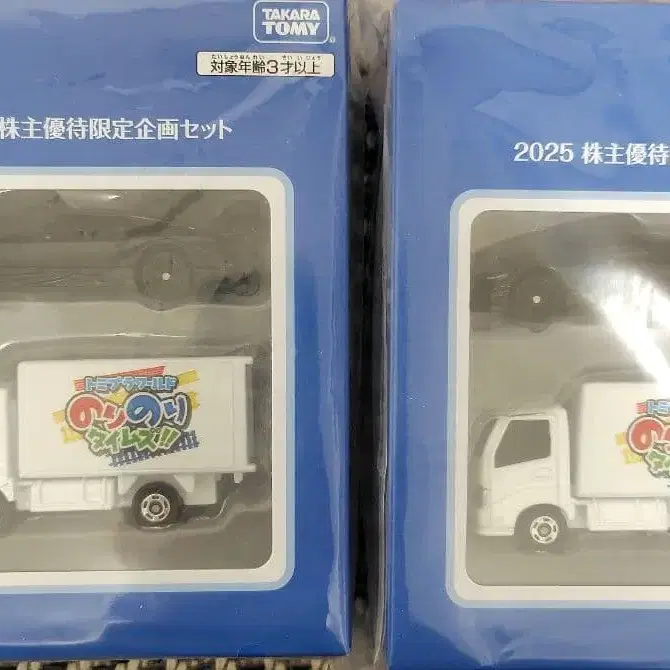 TAKARA
TOMY
たいしょうねんれい さいいじょう
対象年齢3才以上
株主優待限定企画セット
トミプラワールド
のりのり
タイムズ!!
2025 株主優待